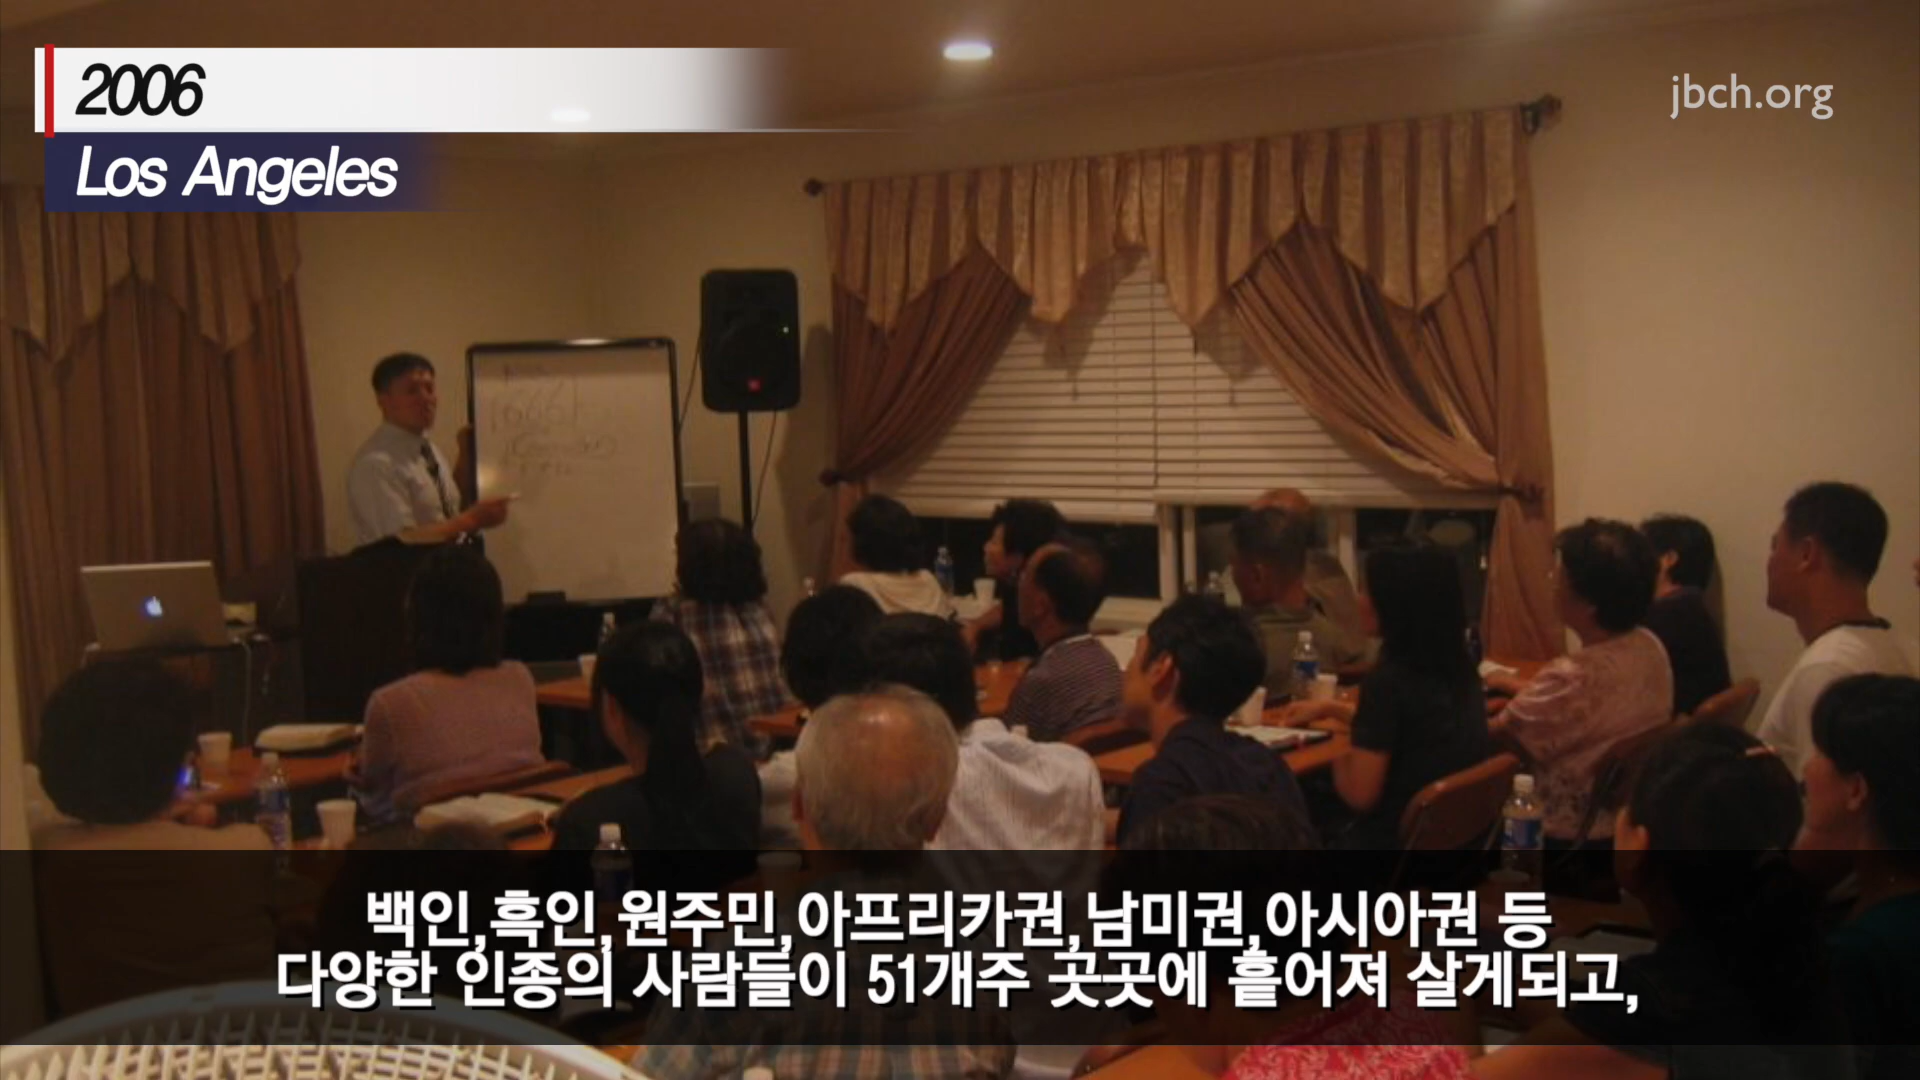 2006
Los Angeles
jbch.org
666
백인,흑인,원주민,아프리카권,남미권,아시아권 등
다양한 인종의 사람들이 51개주 곳곳에 흩어져 살게되고,